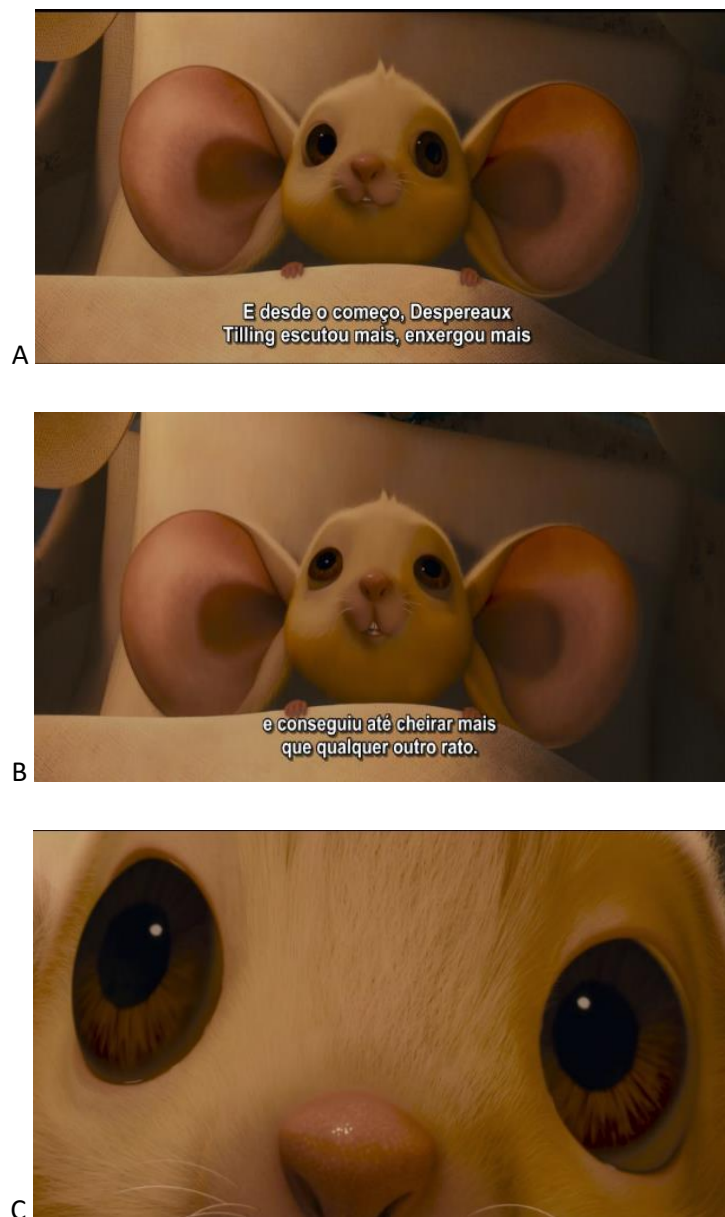 E desde o começo, Despereaux
Tilling escutou mais, enxergou mais
A
e conseguiu até cheirar mais
que qualquer outro rato.
B
C